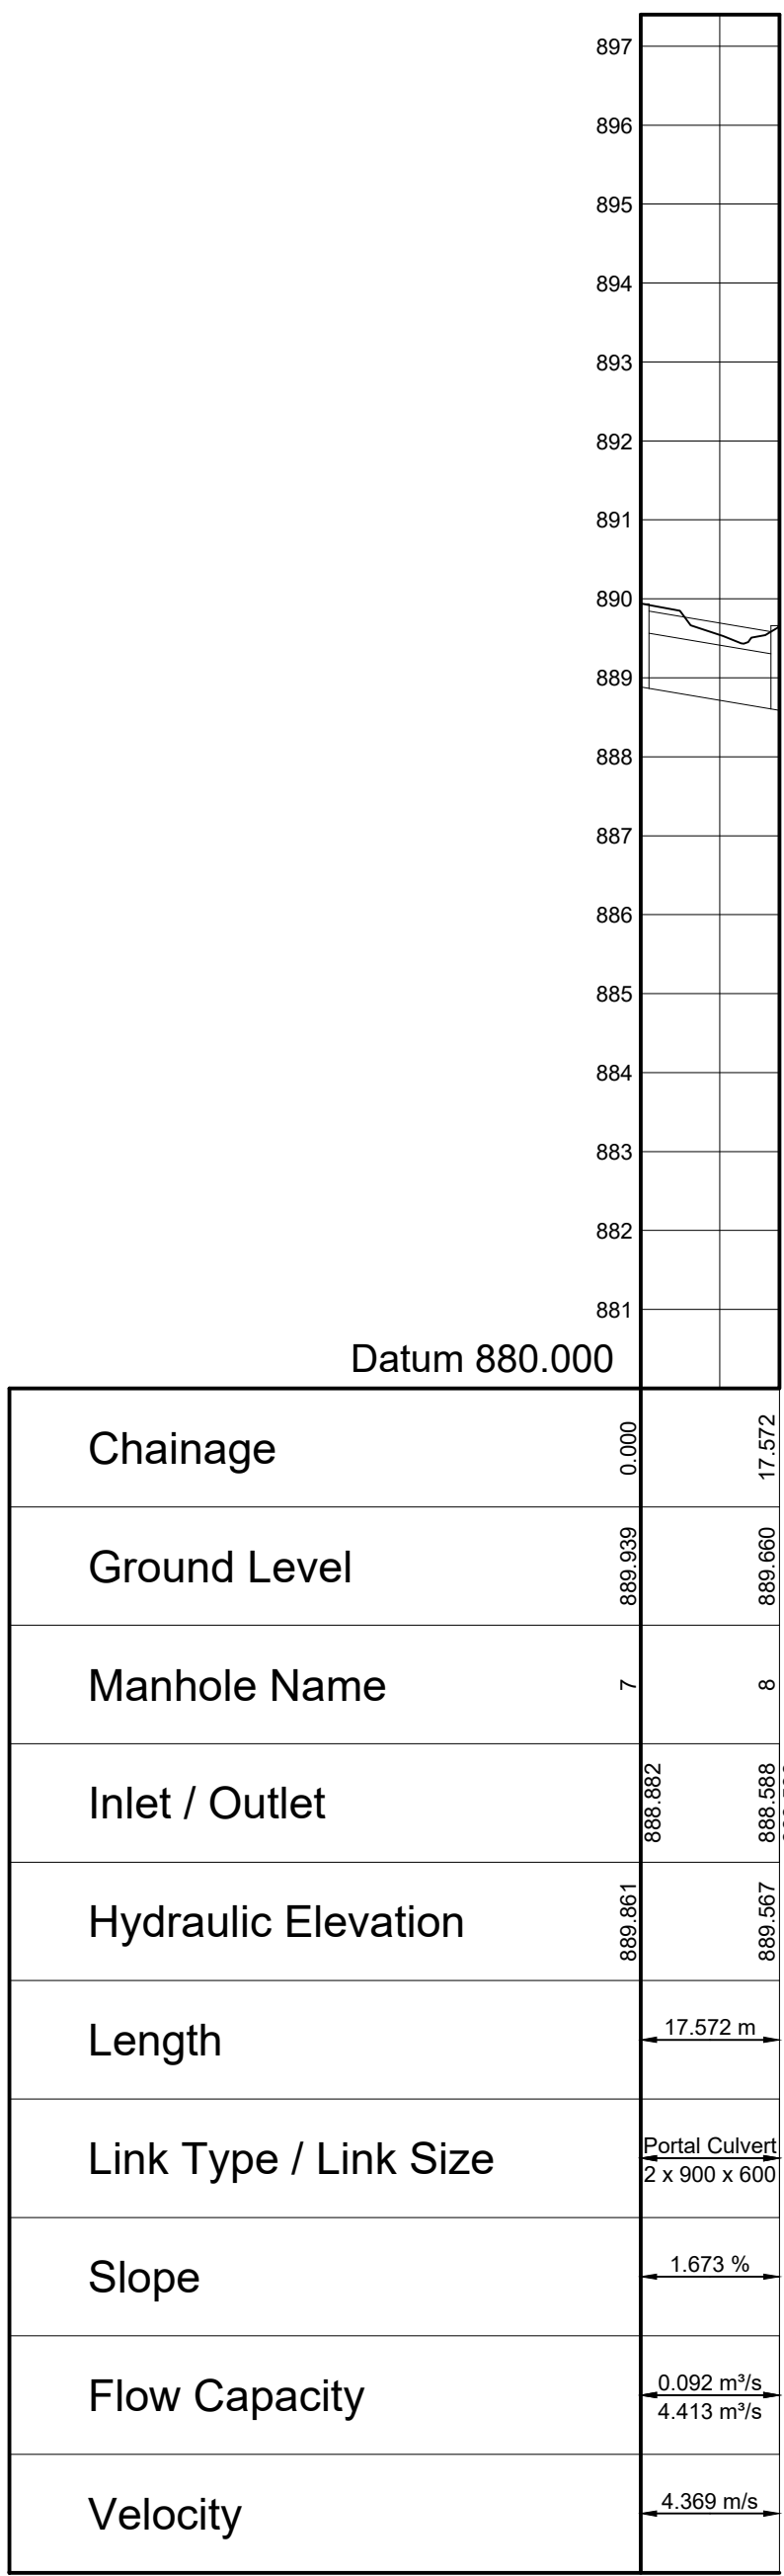 897
896
895
894
893
892
891
890
889
888
887
886
885
884
883
882
881
Datum 880.000
Chainage 0.000 17.572
Ground Level 889.939 889.660
Manhole Name 7 8
Inlet / Outlet 888.882 888.588
Hydraulic Elevation 889.861 889.567
Length 17.572 m
Link Type / Link Size Portal Culvert
2 x 900 x 600
Slope 1.673 %
Flow Capacity 0.092 m³/s
4.413 m³/s
Velocity 4.369 m/s